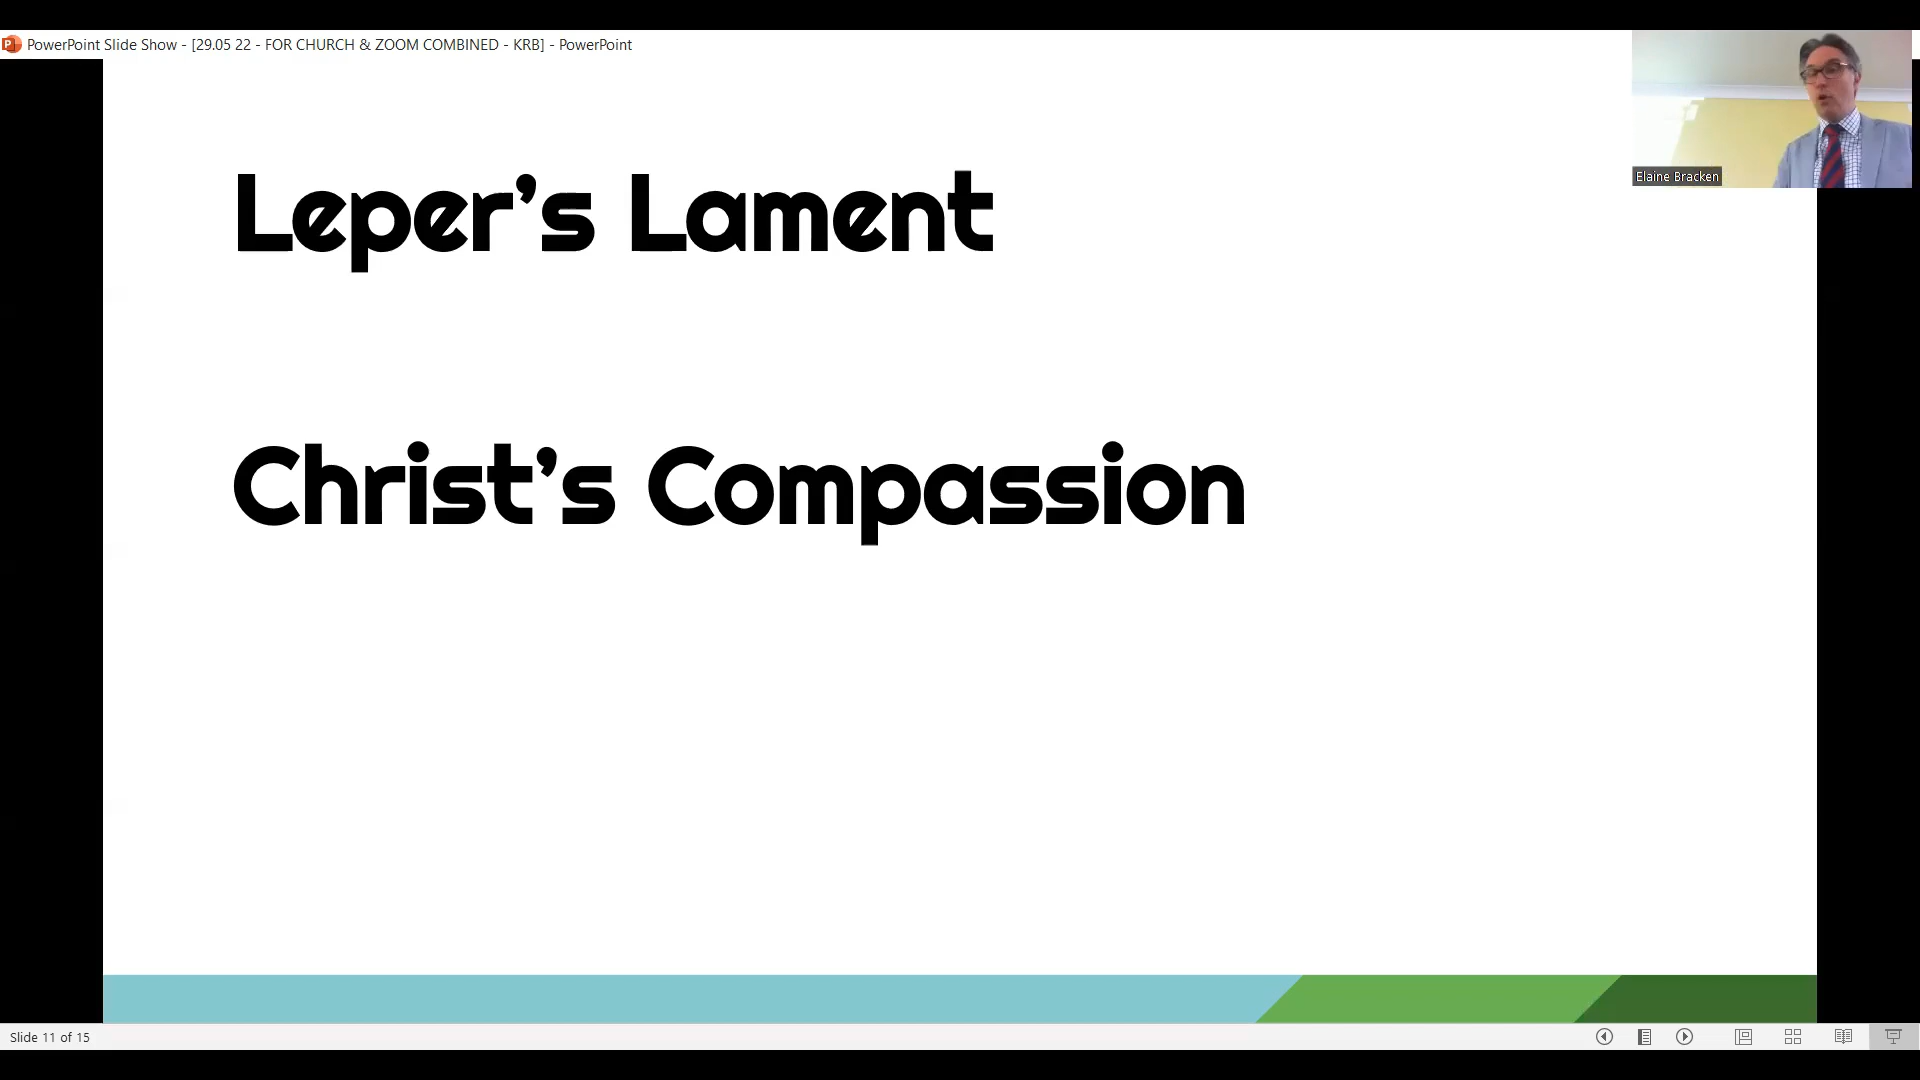 PowerPoint Slide Show - [29.05 22 - FOR CHURCH & ZOOM COMBINED - KRB] - PowerPoint
Elaine Bracken
Leper’s Lament
Christ’s Compassion
Slide 11 of 15